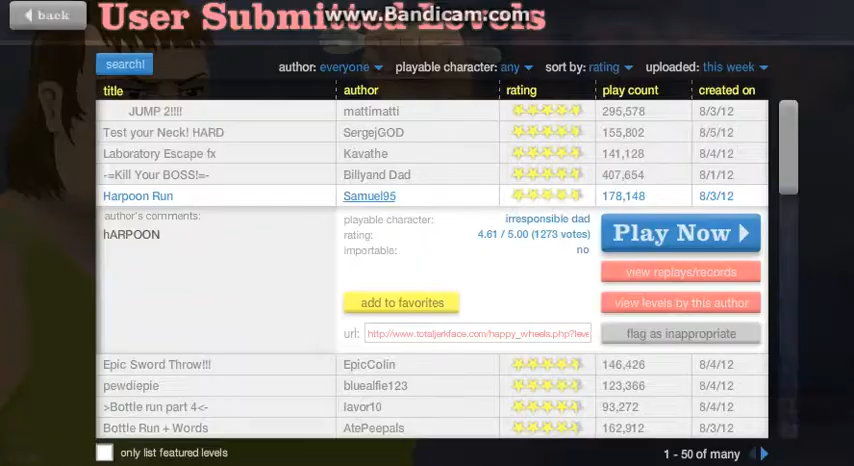 back
User Submitted Levels
www.Bandicam.com
search!
author: everyone playable character: any sort by: rating uploaded: this week
title author rating play count created on
JUMP 2!!!! mattimatti 295,578 8/3/12
Test your Neck! HARD SergejGOD 155,802 8/5/12
Laboratory Escape fx Kavathe 141,128 8/4/12
-=Kill Your BOSS!=- Billyand Dad 407,654 8/1/12
Harpoon Run Samuel95 178,148 8/3/12
author's comments:
hARPOON
playable character: irresponsible dad
rating: 4.61 / 5.00 (1273 votes)
importable: no
Play Now
view replays/records
add to favorites
view levels by this author
url: http://www.totaljerkface.com/happy_wheels.php?leve
flag as inappropriate
Epic Sword Throw!!! EpicColin 146,426 8/4/12
pewdiepie bluealfie123 123,366 8/4/12
>Bottle run part 4<- lavor10 93,272 8/4/12
Bottle Run + Words AtePeepals 162,912 8/3/12
only list featured levels
1 - 50 of many